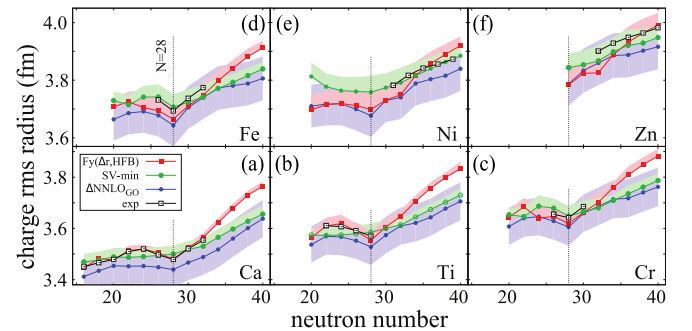 charge rms radius (fm)
4.0
3.8
3.6
3.6
3.4
(d)
N=28
Fe
(e)
Ni
(f)
Zn
Fy(Δr,HFB)
SV-min
ΔNNLOGO
exp
(a)
Ca
(b)
Ti
(c)
Cr
20 30 40 20 30 40 20 30 40
neutron number